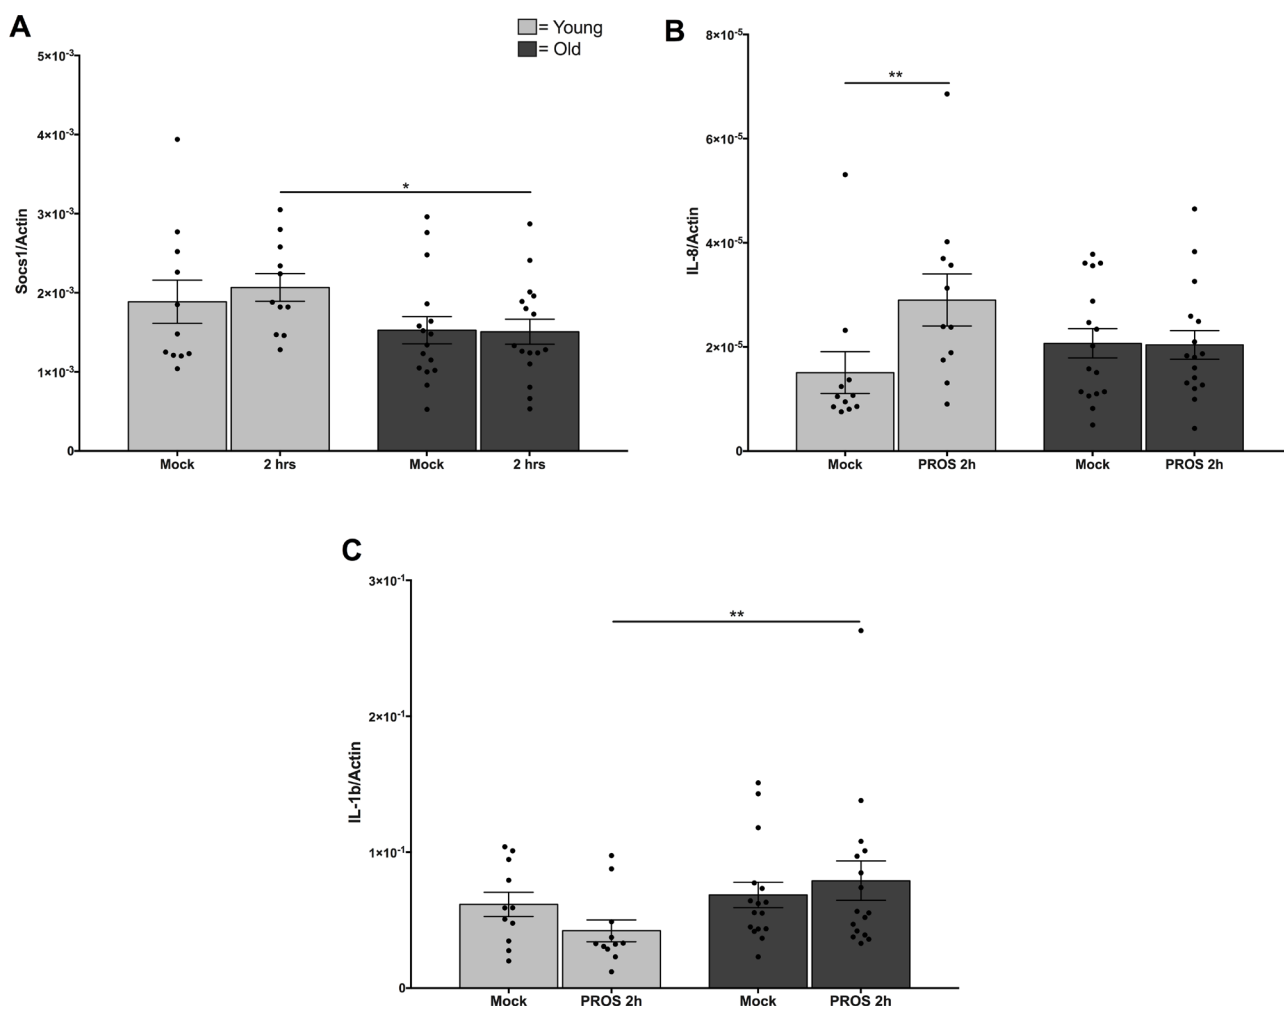 A
= Young
= Old
5×10-3
4×10-3
3×10-3
2×10-3
1×10-3
0
Socs1/Actin
*
Mock
2 hrs
Mock
2 hrs
B
8×10-5
6×10-5
4×10-5
2×10-5
0
IL-8/Actin
**
Mock
PROS 2h
Mock
PROS 2h
C
3×10-1
2×10-1
1×10-1
0
IL-1b/Actin
**
Mock
PROS 2h
Mock
PROS 2h